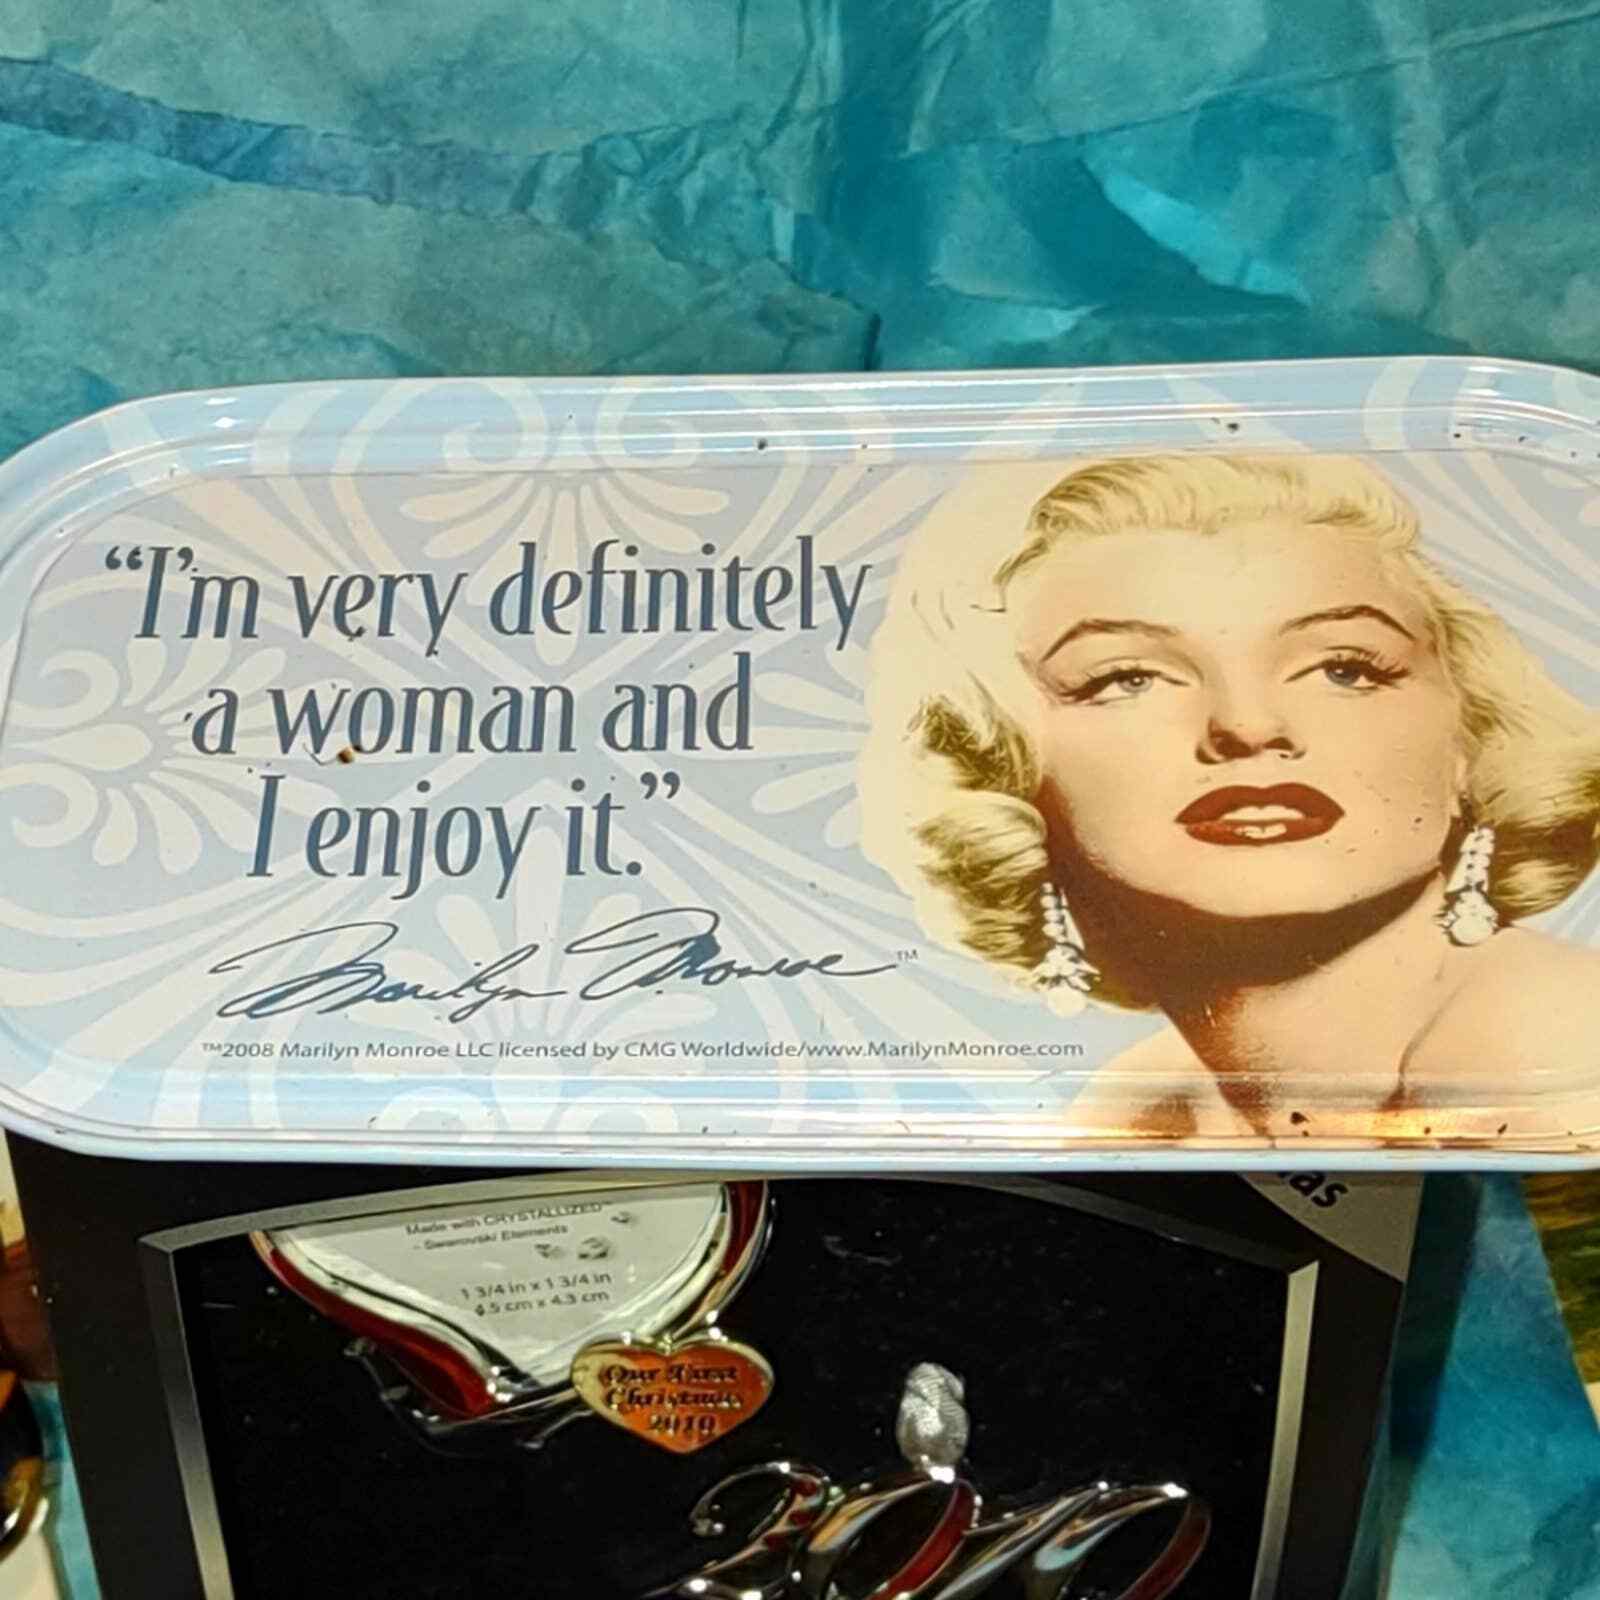 “I'm very definitely
a woman and
I enjoy it.”
Marilyn Monroe™
™2008 Marilyn Monroe LLC licensed by CMG Worldwide/www.MarilynMonroe.com
Made with CRYSTALLIZED™
- Swarovski Elements
1 3/4 in x 1 3/4 in
4.5 cm x 4.3 cm
Our First
Christmas
2010
2010